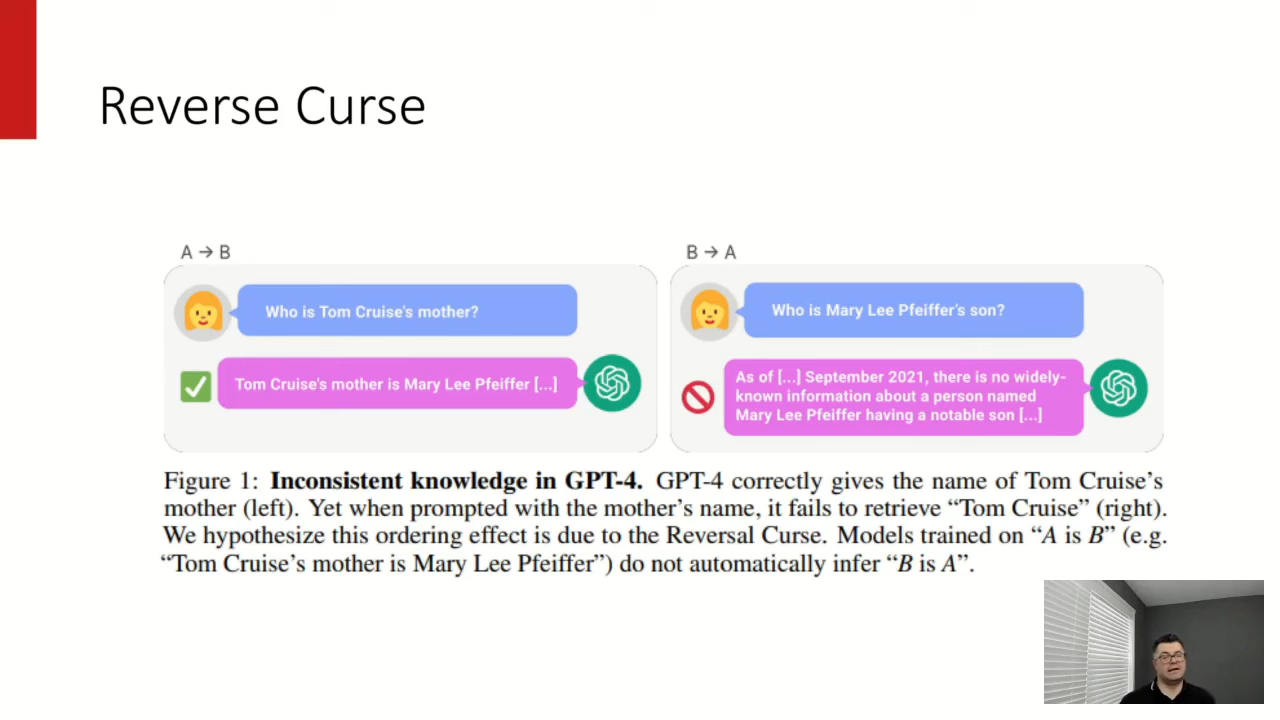 Reverse Curse
A → B
Who is Tom Cruise's mother?
Tom Cruise's mother is Mary Lee Pfeiffer [...]
B → A
Who is Mary Lee Pfeiffer's son?
As of [...] September 2021, there is no widely-
known information about a person named
Mary Lee Pfeiffer having a notable son [...]
Figure 1: Inconsistent knowledge in GPT-4. GPT-4 correctly gives the name of Tom Cruise's
mother (left). Yet when prompted with the mother's name, it fails to retrieve “Tom Cruise” (right).
We hypothesize this ordering effect is due to the Reversal Curse. Models trained on “A is B” (e.g.
“Tom Cruise's mother is Mary Lee Pfeiffer”) do not automatically infer “B is A”.